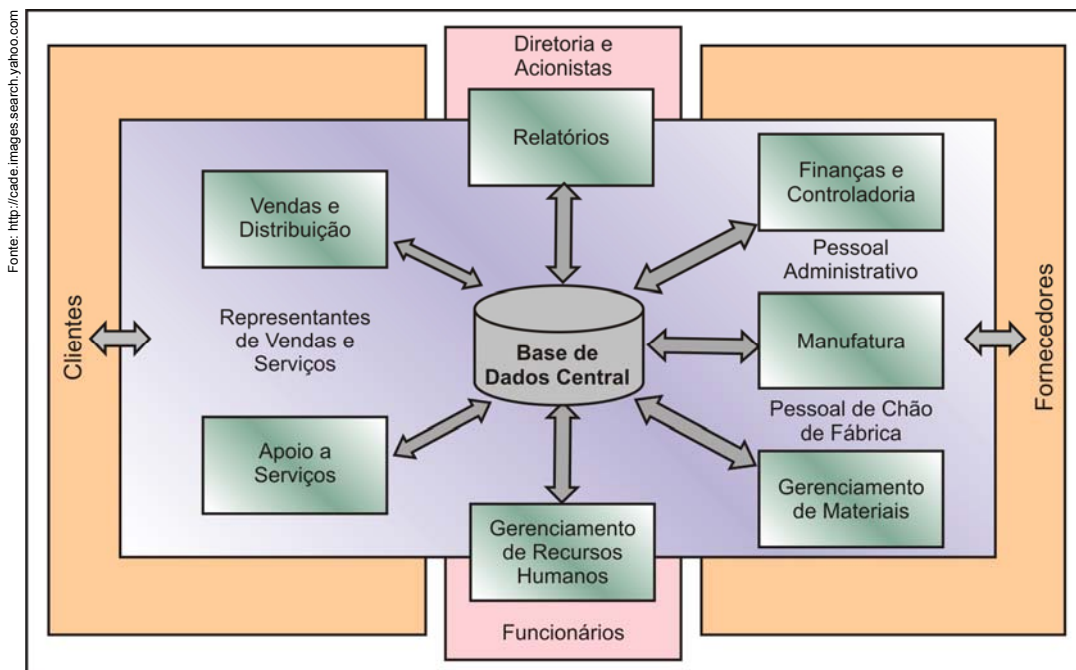 Fonte: http://cade.images.search.yahoo.com
Diretoria e
Acionistas
Relatórios
Vendas e
Distribuição
Finanças e
Controladoria
Pessoal
Administrativo
Clientes
Representantes
de Vendas e
Serviços
Base de
Dados Central
Manufatura
Fornecedores
Pessoal de Chão
de Fábrica
Apoio a
Serviços
Gerenciamento
de Materiais
Gerenciamento
de Recursos
Humanos
Funcionários